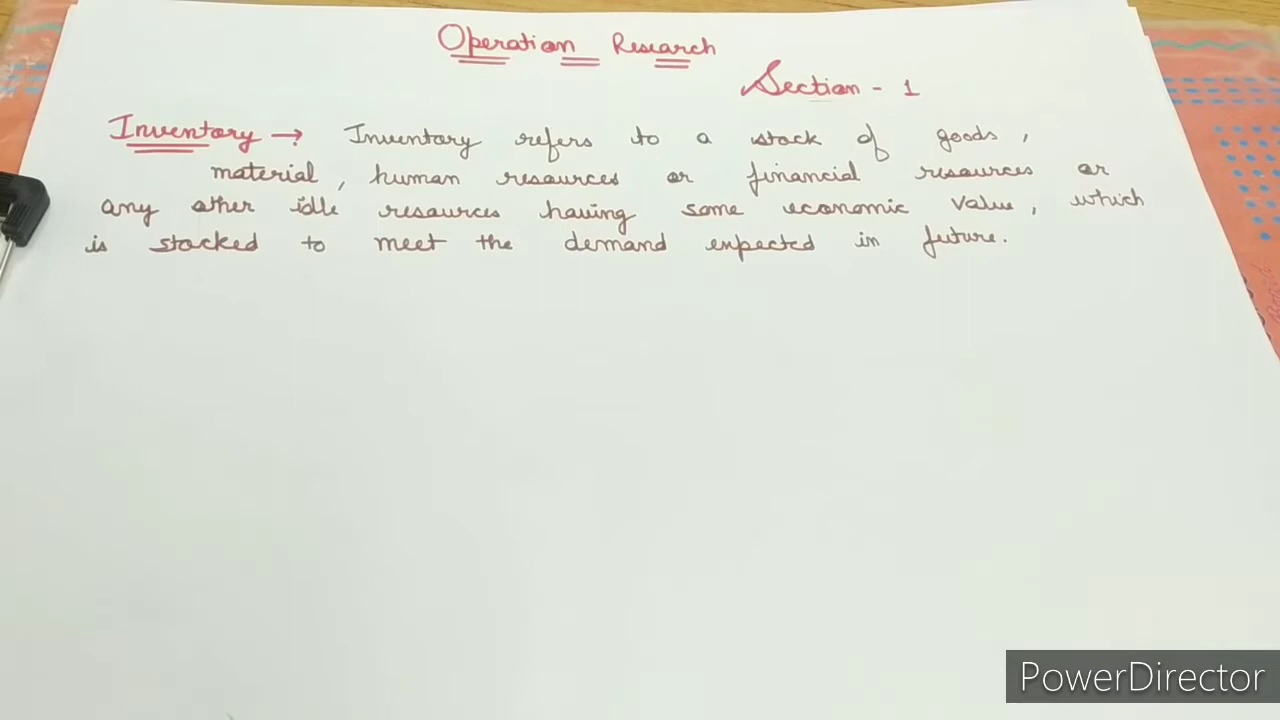 Operation Research
Section - 1
Inventory → Inventory refers to a stock of goods,
material, human resources or financial resources or
any other idle resources having some economic value, which
is stocked to meet the demand expected in future.
PowerDirector